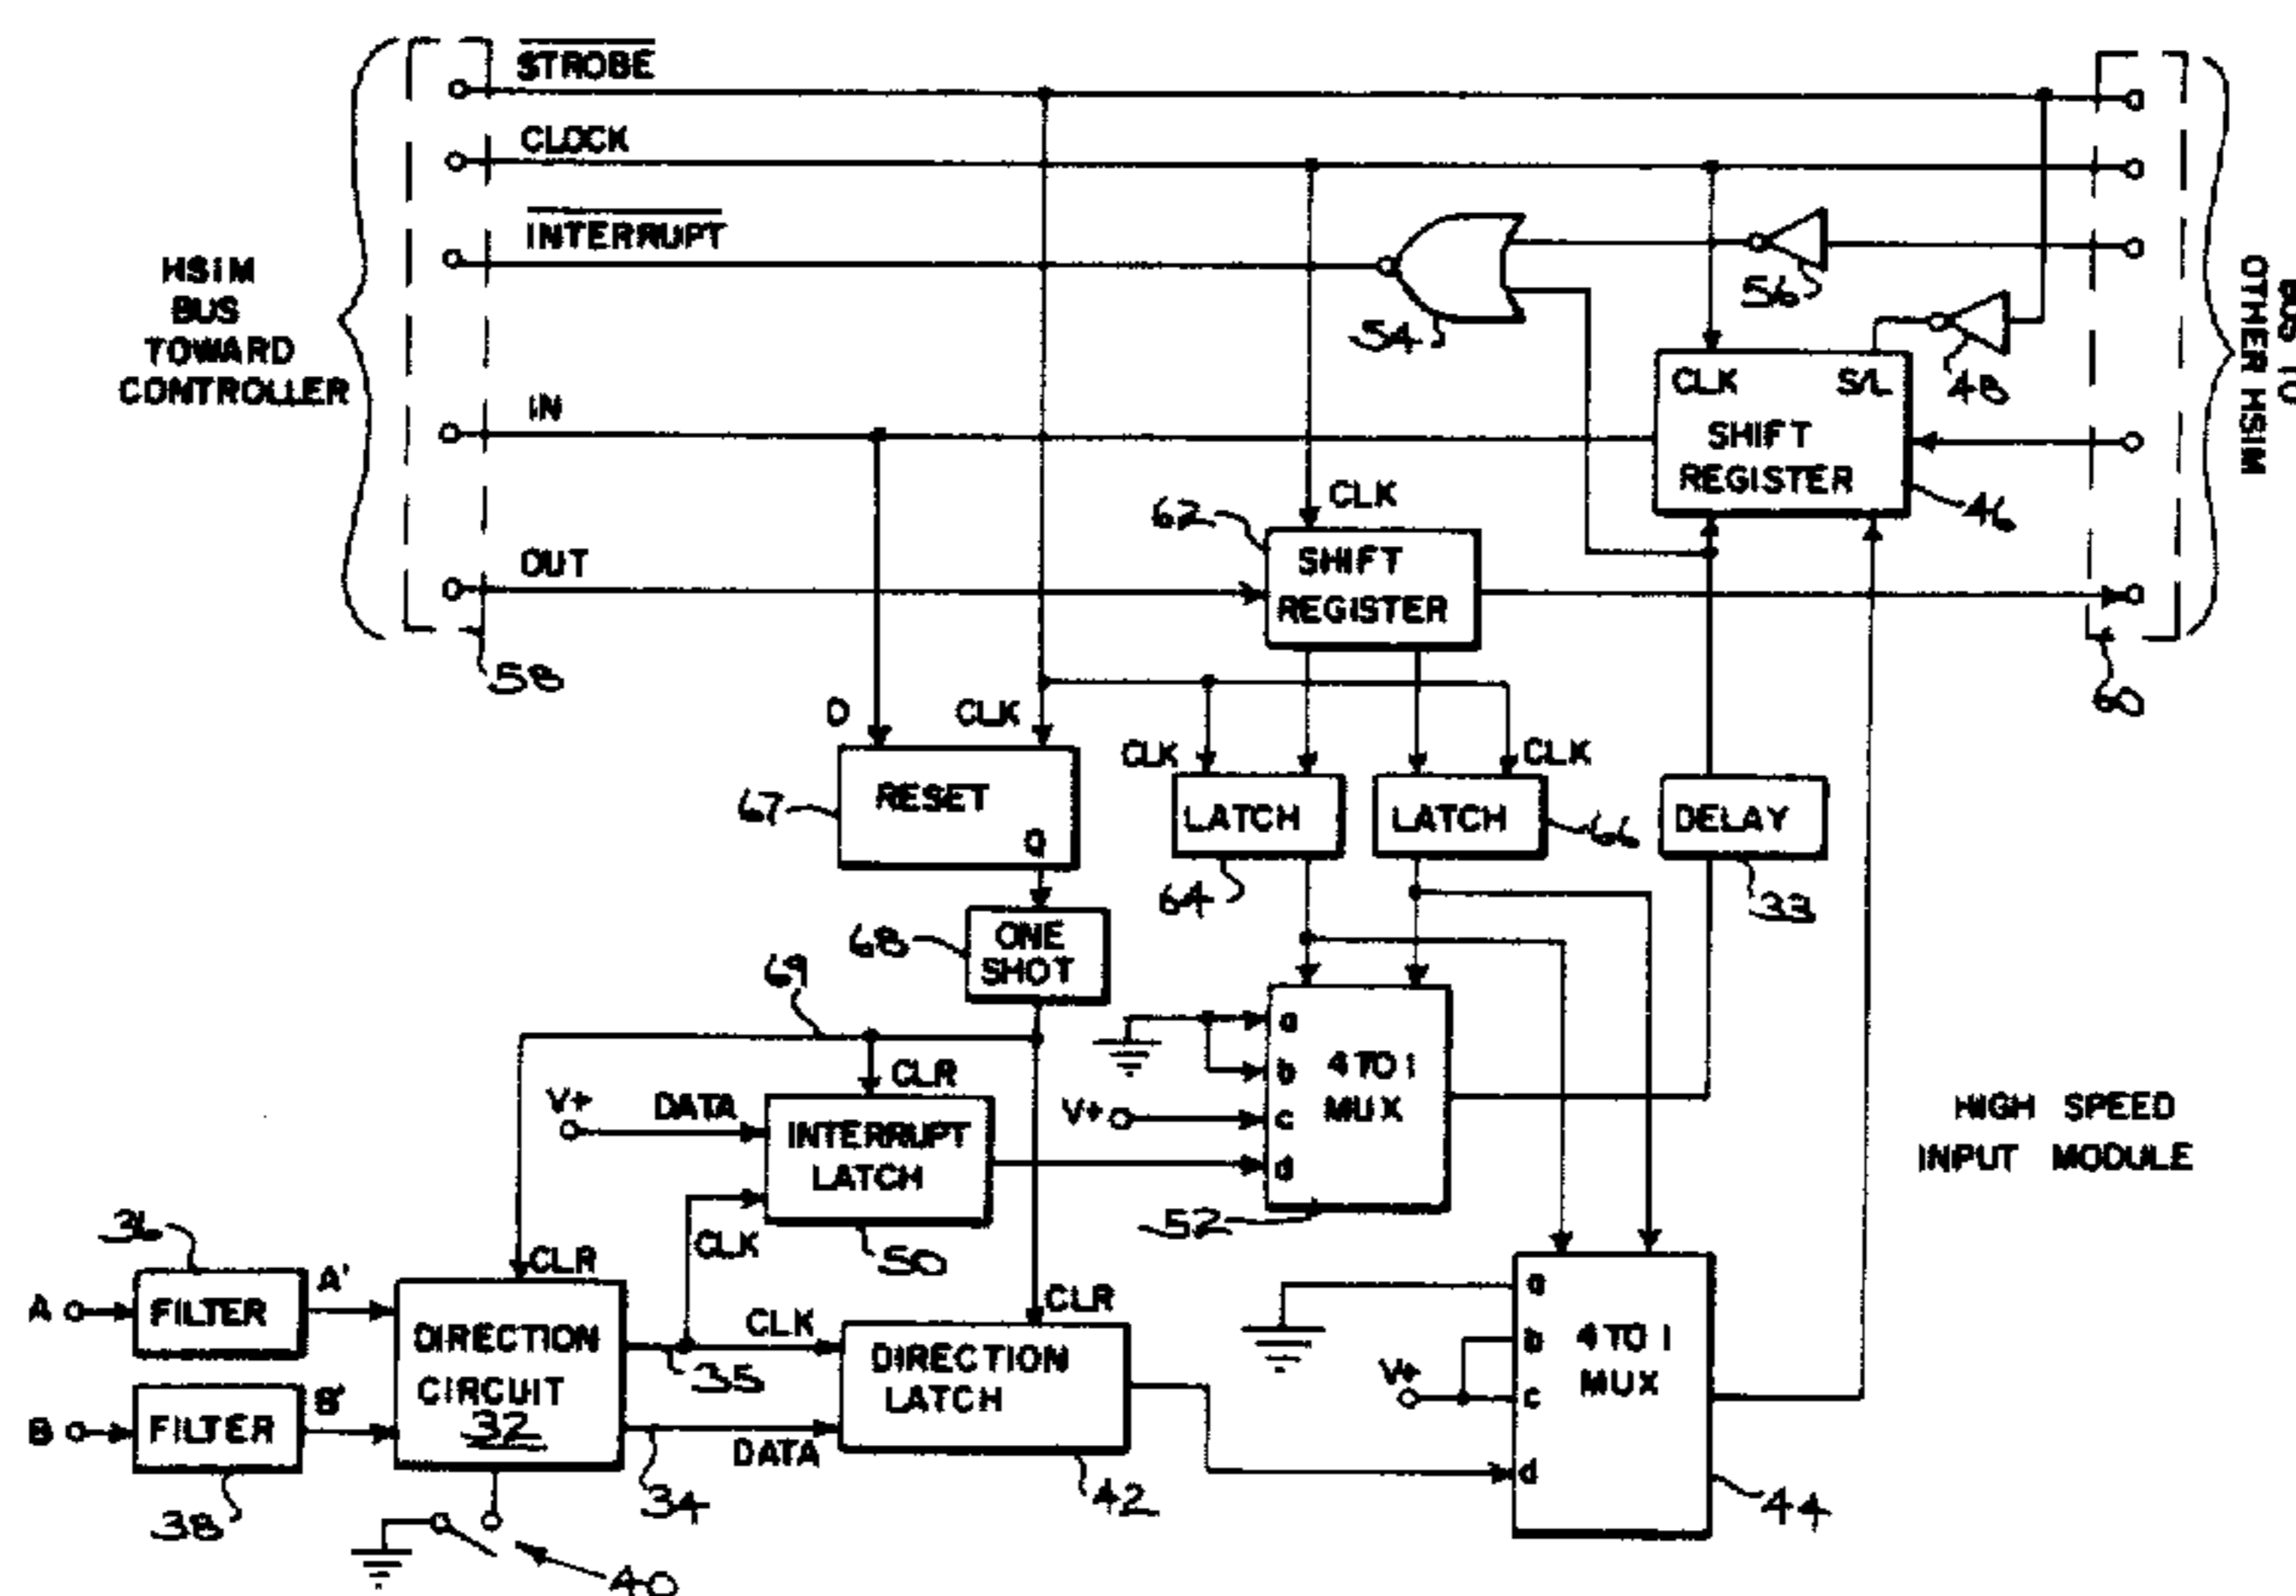 STROBE
CLOCK
INTERRUPT
HSIM
BUS
TOWARD
CONTROLLER
IN
OUT
58
54
56
48
CLK S/L
SHIFT
REGISTER
46
BUS TO
OTHER HSIM
60
62
CLK
SHIFT
REGISTER
D CLK
RESET
Q
67
CLK
LATCH
64
LATCH
CLK
66
DELAY
33
68
ONE
SHOT
69
CLR
V+
DATA
INTERRUPT
LATCH
CLK
50
V+
a
b
c
d
4 TO 1
MUX
52
HIGH SPEED
INPUT MODULE
36
A
FILTER
A'
B
FILTER
B'
38
CLR
DIRECTION
CIRCUIT
32
35
34
40
CLK
DATA
CLR
DIRECTION
LATCH
42
V+
a
b
c
d
4 TO 1
MUX
44